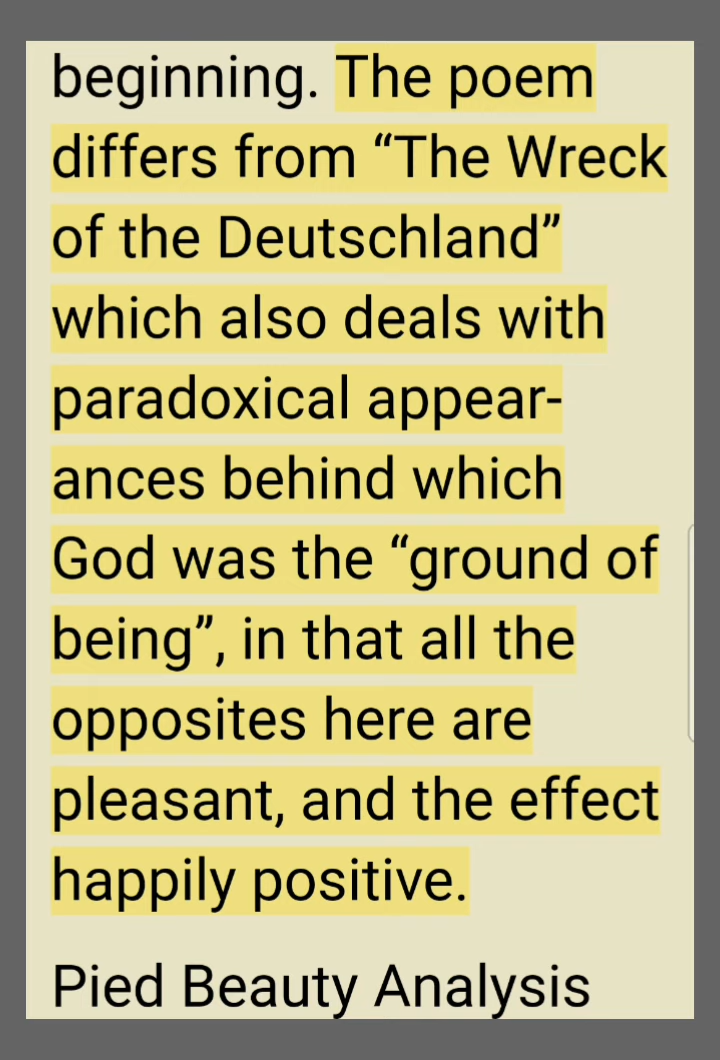 beginning. The poem
differs from “The Wreck
of the Deutschland”
which also deals with
paradoxical appear-
ances behind which
God was the “ground of
being”, in that all the
opposites here are
pleasant, and the effect
happily positive.
Pied Beauty Analysis